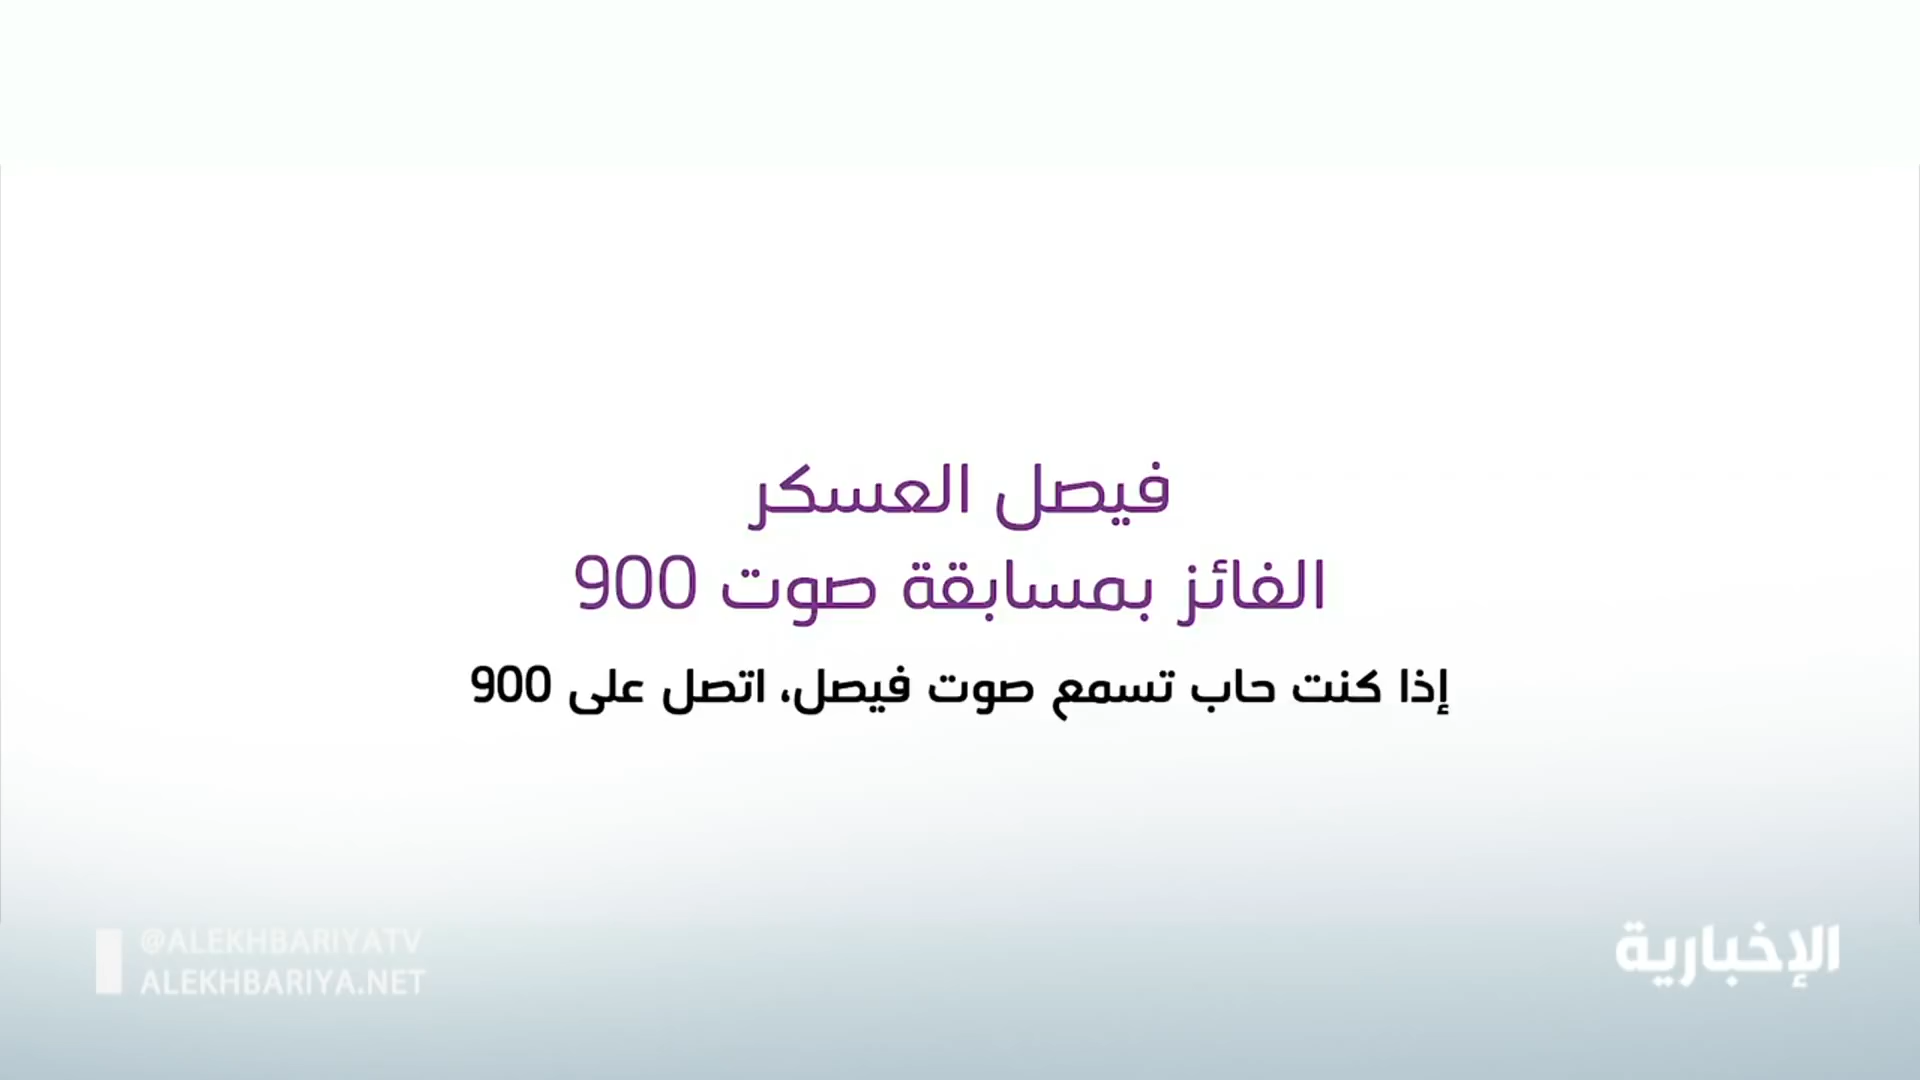 فيصل العسكر
الفائز بمسابقة صوت 900
إذا كنت حاب تسمع صوت فيصل، اتصل على 900
@ALEKHBARIYATV
ALEKHBARIYA.NET
الإخبارية